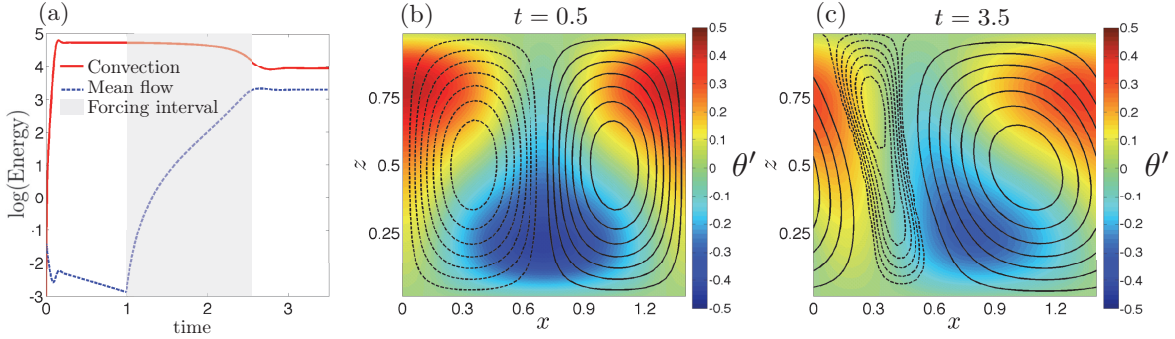 (a)
5
4
3
2
1
0
-1
-2
-3
log(Energy)
Convection
Mean flow
Forcing interval
0 1 2 3
time
(b) t = 0.5
0.75
0.5
0.25
z
0 0.3 0.6 0.9 1.2
x
0.5
0.4
0.3
0.2
0.1
0
-0.1
-0.2
-0.3
-0.4
-0.5
θ′
(c) t = 3.5
0.75
0.5
0.25
z
0 0.3 0.6 0.9 1.2
x
0.5
0.4
0.3
0.2
0.1
0
-0.1
-0.2
-0.3
-0.4
-0.5
θ′